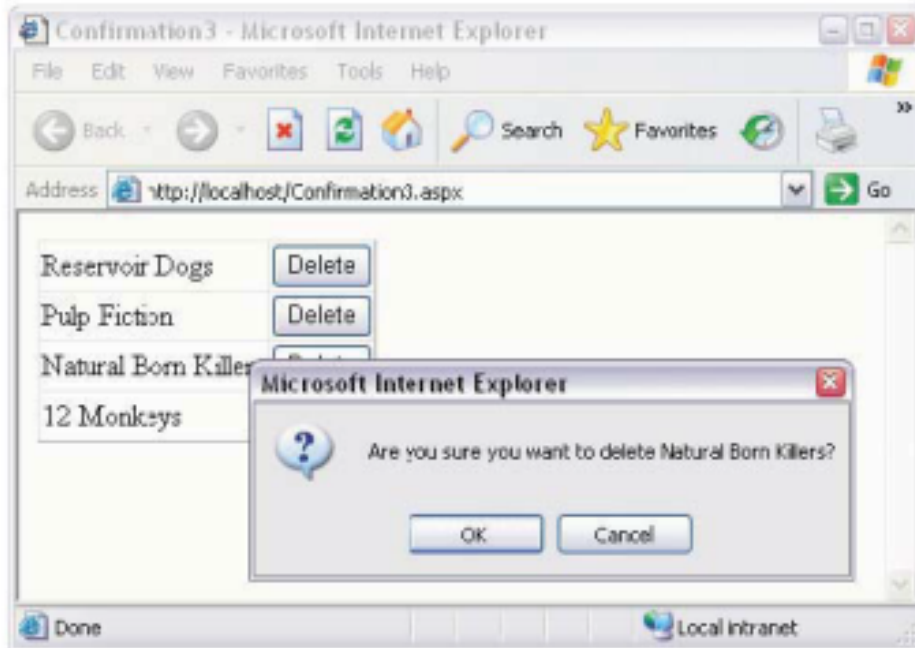 Confirmation3 - Microsoft Internet Explorer
File Edit View Favorites Tools Help
Back Search Favorites »
Address http://localhost/Confirmation3.aspx Go
Reservoir Dogs Delete
Pulp Fiction Delete
Natural Born Killers
Microsoft Internet Explorer
12 Monkeys
Are you sure you want to delete Natural Born Killers?
OK Cancel
Done Local intranet